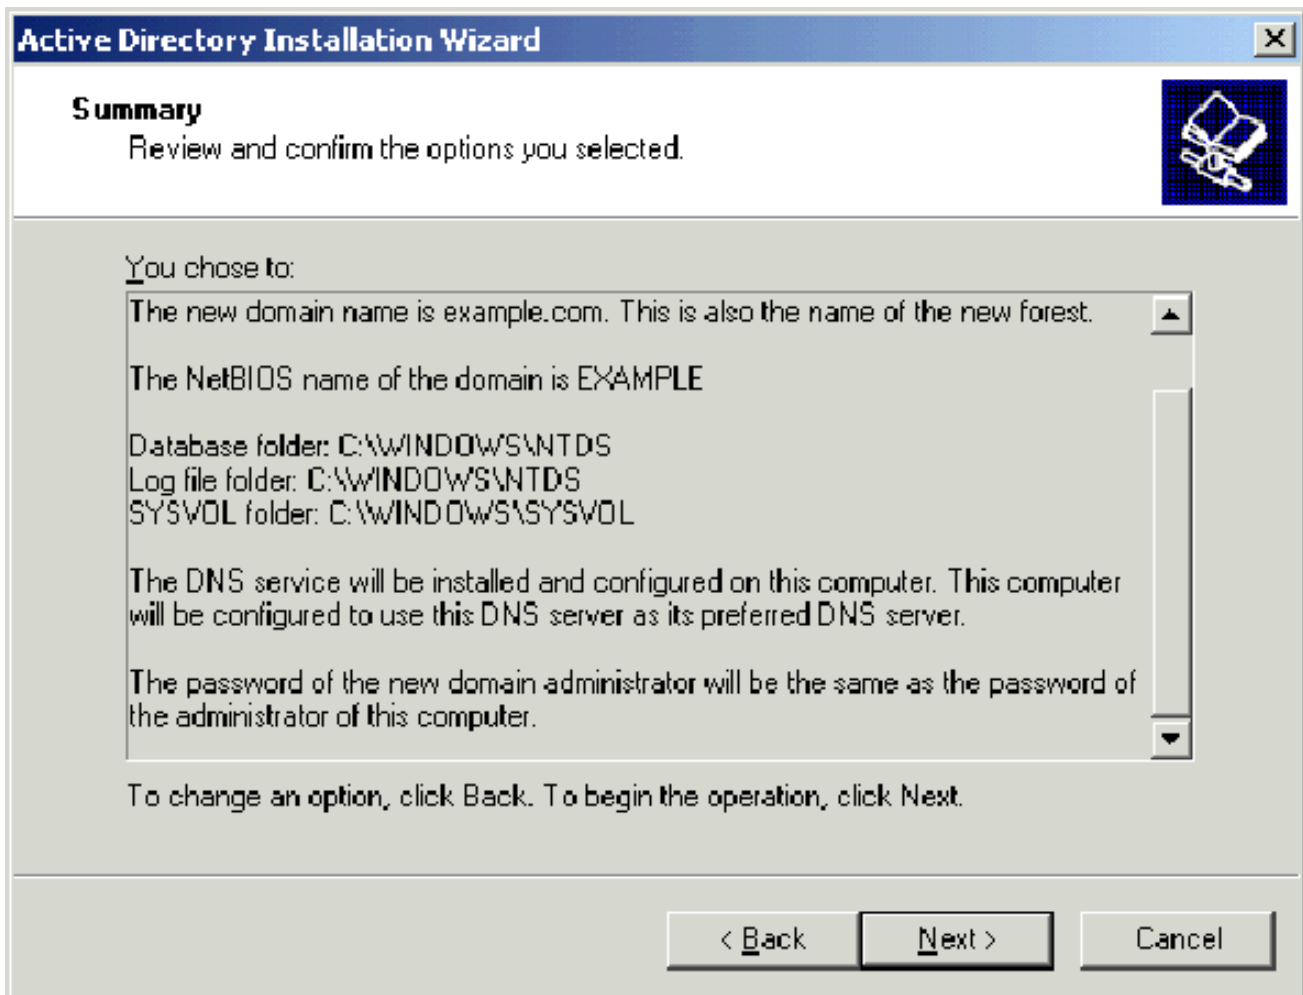 Active Directory Installation Wizard
Summary
Review and confirm the options you selected.
You chose to:
The new domain name is example.com. This is also the name of the new forest.
The NetBIOS name of the domain is EXAMPLE
Database folder: C:\WINDOWS\NTDS
Log file folder: C:\WINDOWS\NTDS
SYSVOL folder: C:\WINDOWS\SYSVOL
The DNS service will be installed and configured on this computer. This computer
will be configured to use this DNS server as its preferred DNS server.
The password of the new domain administrator will be the same as the password of
the administrator of this computer.
To change an option, click Back. To begin the operation, click Next.
< Back
Next >
Cancel